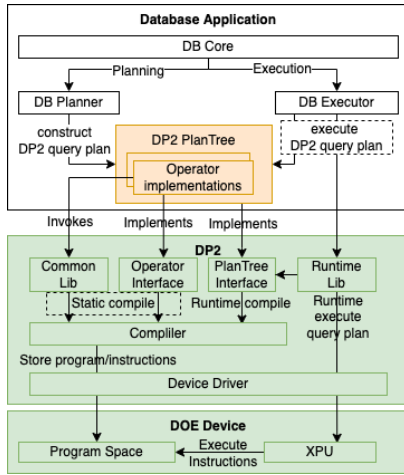 Database Application
DB Core
Planning
Execution
DB Planner
DB Executor
construct
DP2 query plan
DP2 PlanTree
execute
DP2 query plan
Operator
implementations
Invokes
Implements
Implements
DP2
Common
Lib
Operator
Interface
PlanTree
Interface
Runtime
Lib
Static compile
Runtime compile
Runtime
execute
query plan
Compliler
Store program/instructions
Device Driver
DOE Device
Program Space
Execute
Instructions
XPU